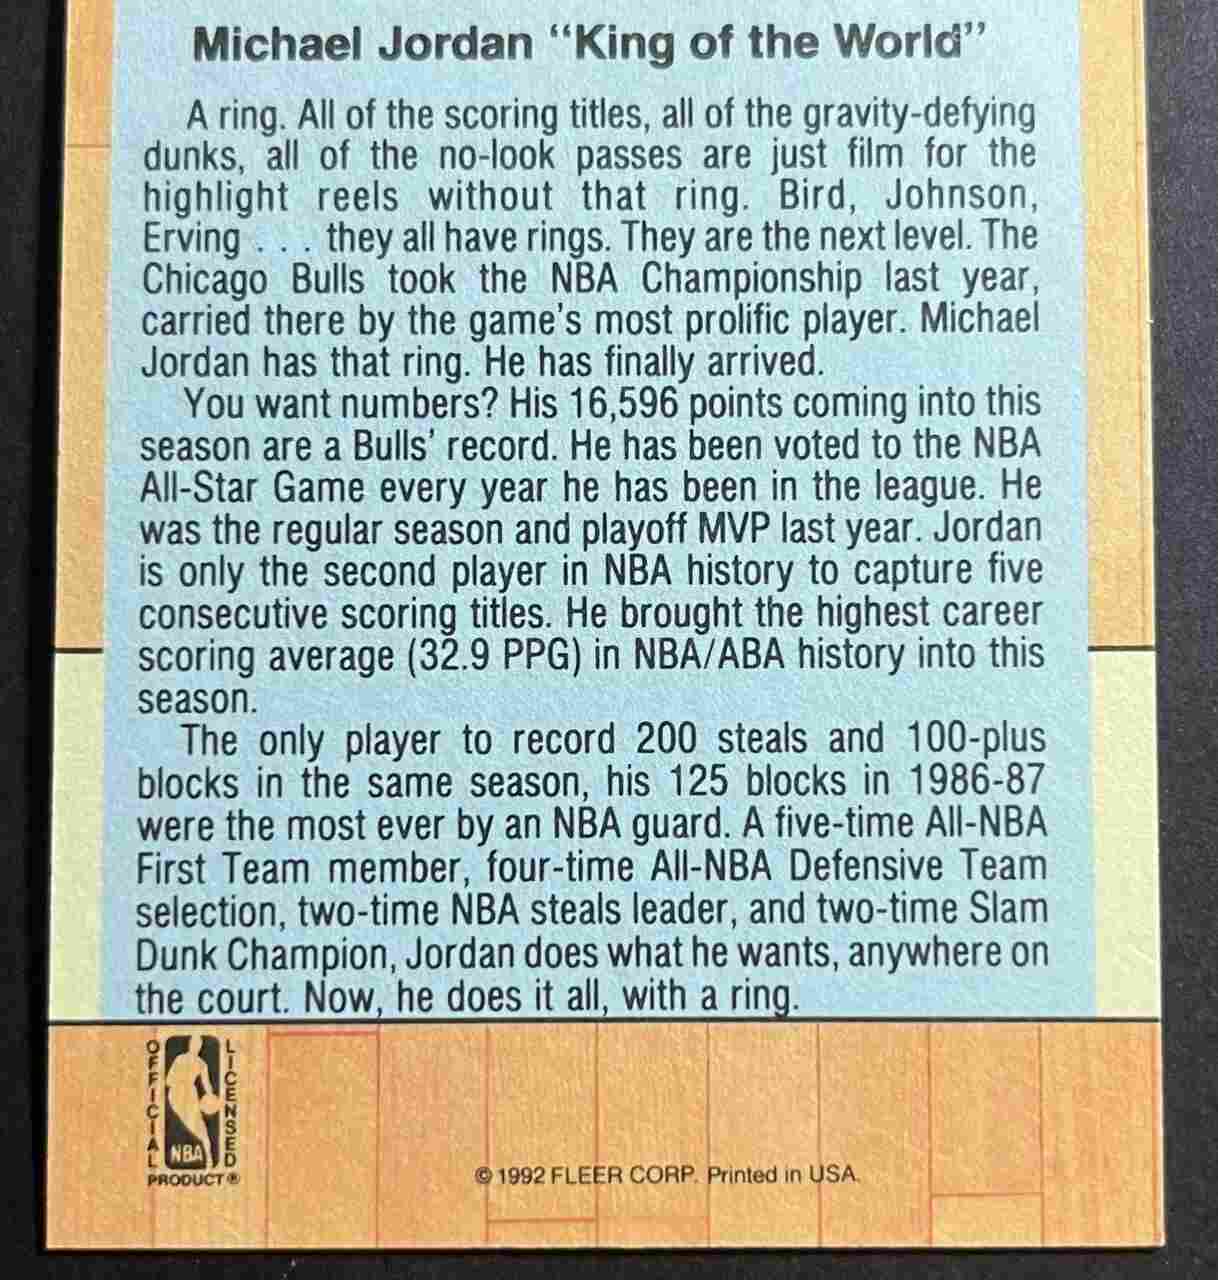 Michael Jordan “King of the World”
A ring. All of the scoring titles, all of the gravity-defying
dunks, all of the no-look passes are just film for the
highlight reels without that ring. Bird, Johnson,
Erving . . . they all have rings. They are the next level. The
Chicago Bulls took the NBA Championship last year,
carried there by the game’s most prolific player. Michael
Jordan has that ring. He has finally arrived.
You want numbers? His 16,596 points coming into this
season are a Bulls’ record. He has been voted to the NBA
All-Star Game every year he has been in the league. He
was the regular season and playoff MVP last year. Jordan
is only the second player in NBA history to capture five
consecutive scoring titles. He brought the highest career
scoring average (32.9 PPG) in NBA/ABA history into this
season.
The only player to record 200 steals and 100-plus
blocks in the same season, his 125 blocks in 1986-87
were the most ever by an NBA guard. A five-time All-NBA
First Team member, four-time All-NBA Defensive Team
selection, two-time NBA steals leader, and two-time Slam
Dunk Champion, Jordan does what he wants, anywhere on
the court. Now, he does it all, with a ring.
OFFICIAL
LICENSED
NBA
PRODUCT®
© 1992 FLEER CORP. Printed in USA.